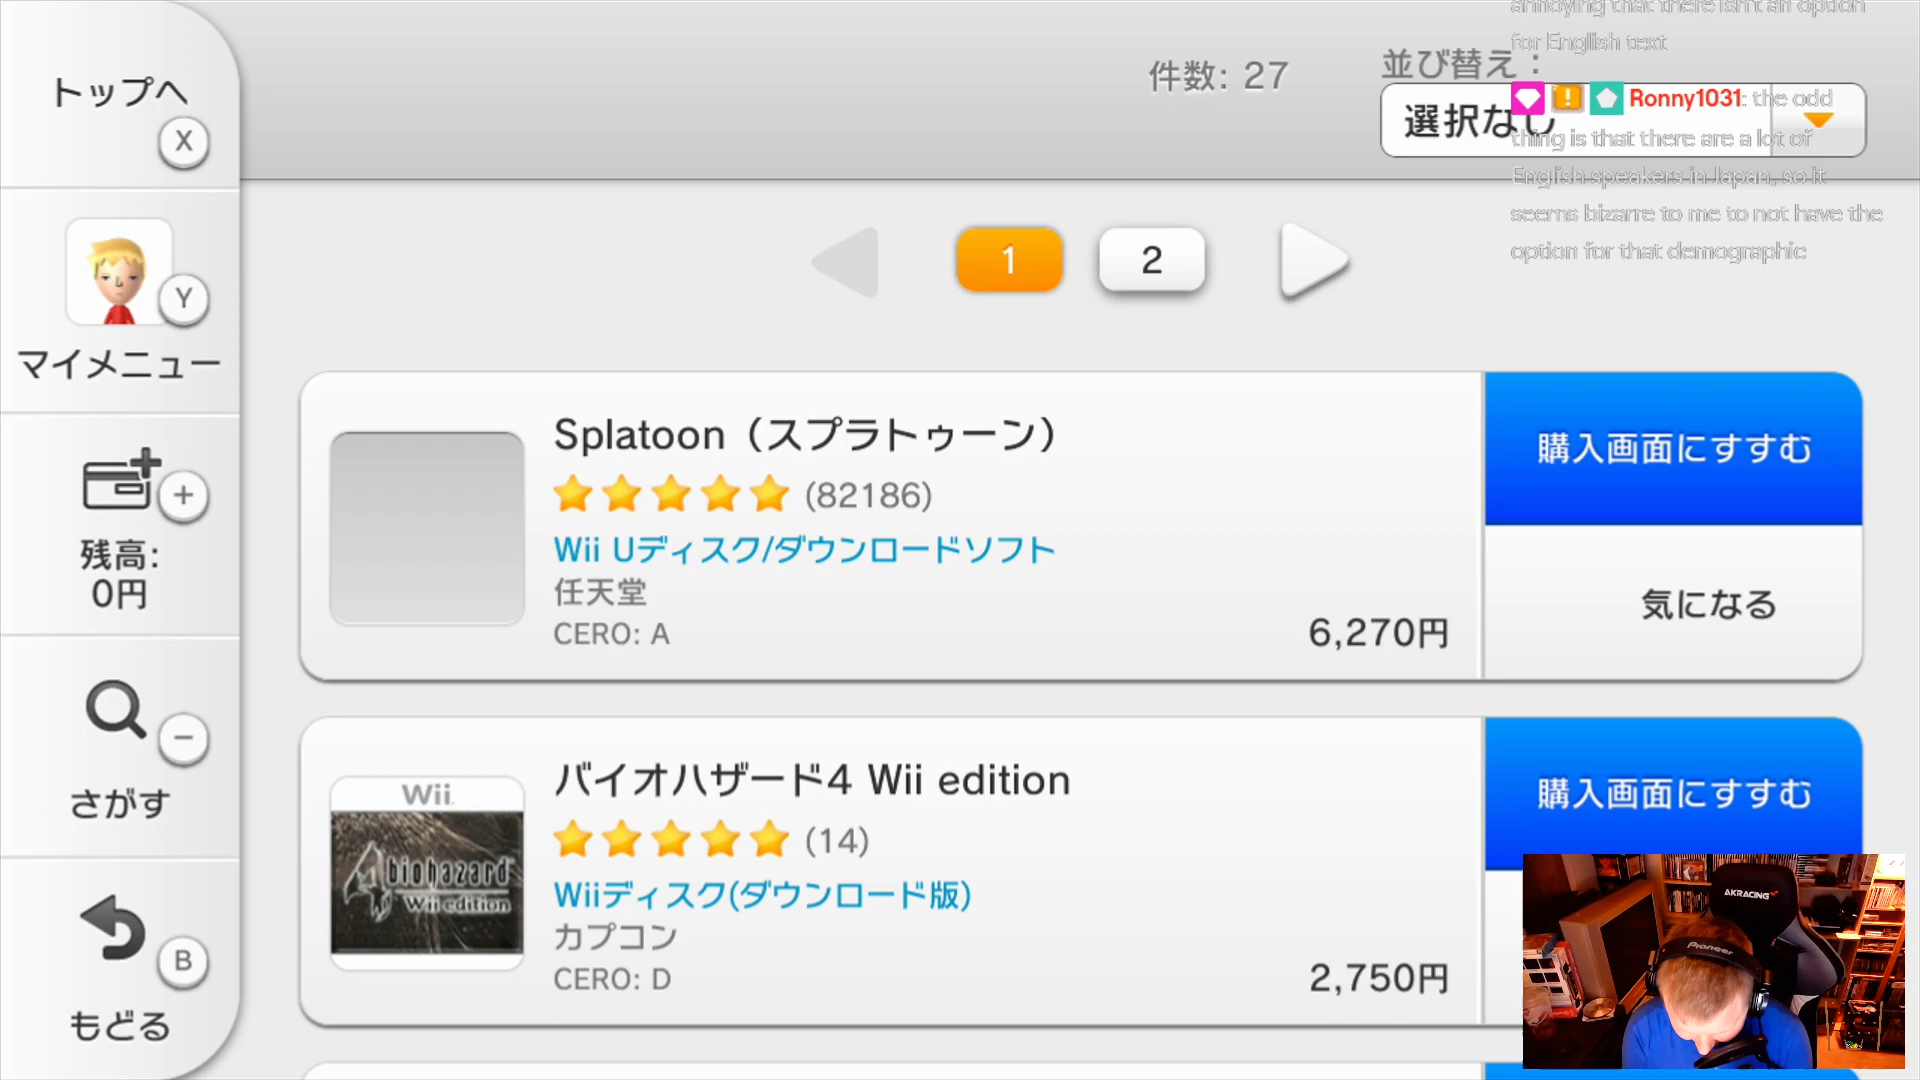 annoying that there isn't an option
for English text
Ronny1031: the odd
thing is that there are a lot of
English speakers in Japan, so it
seems bizarre to me to not have the
option for that demographic
トップへ
X
件数: 27
並び替え:
選択なし
1
2
Y
マイメニュー
+
残高:
0円
−
さがす
B
もどる
Splatoon（スプラトゥーン）
(82186)
Wii Uディスク/ダウンロードソフト
任天堂
CERO: A
6,270円
購入画面にすすむ
気になる
Wii
biohazard
4
Wii edition
バイオハザード4 Wii edition
(14)
Wiiディスク(ダウンロード版)
カプコン
CERO: D
2,750円
購入画面にすすむ
AKRACING
Pioneer